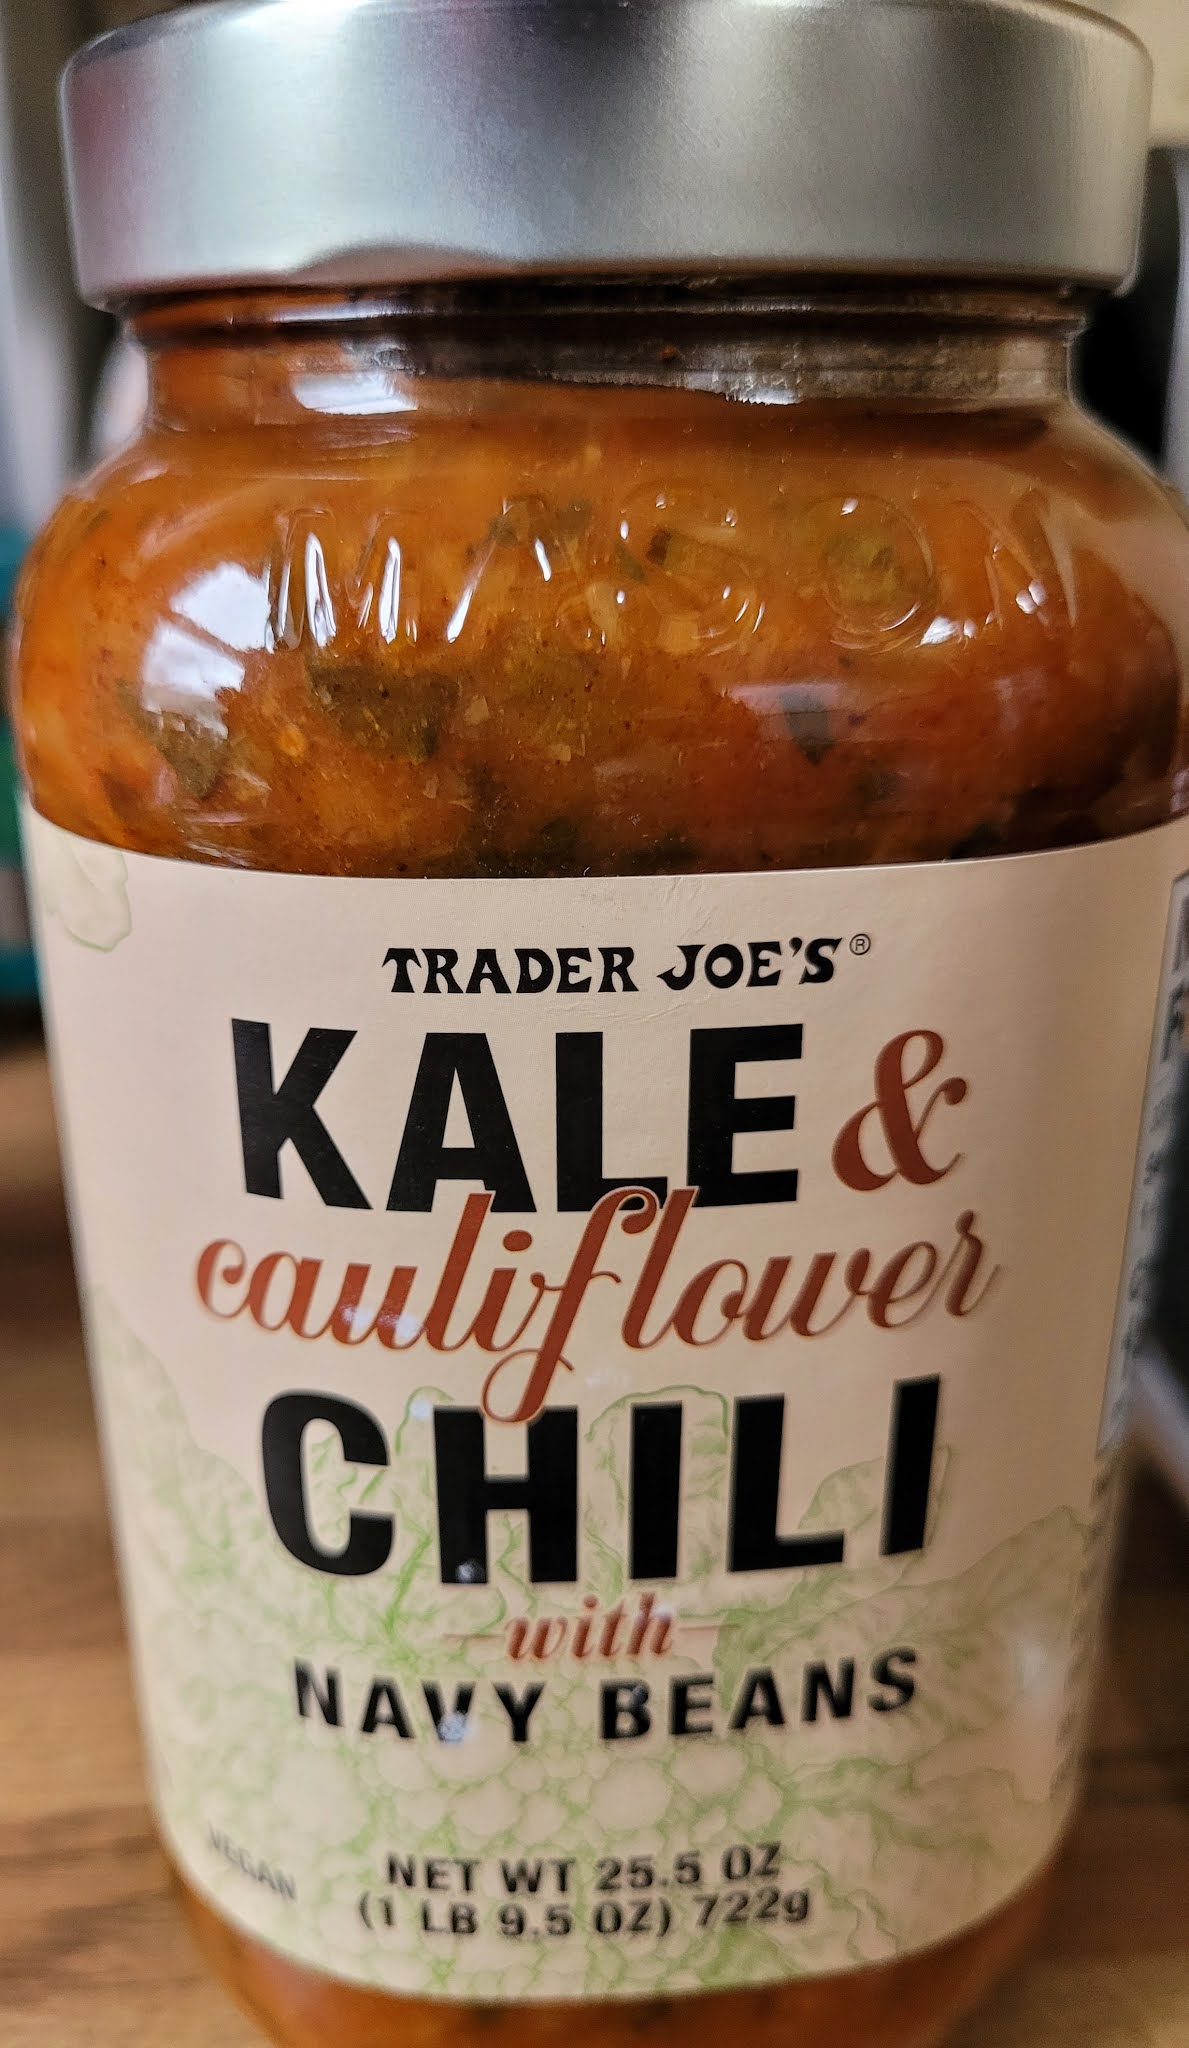 MASON
TRADER JOE'S®
KALE &
cauliflower
CHILI
with
NAVY BEANS
VEGAN
NET WT 25.5 OZ
(1 LB 9.5 OZ) 722g